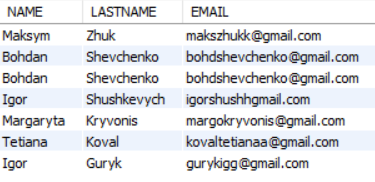 NAME LASTNAME EMAIL
Maksym Zhuk makszhukk@gmail.com
Bohdan Shevchenko bohdshevchenko@gmail.com
Bohdan Shevchenko bohdshevchenko@gmail.com
Igor Shushkevych igorshushhgmail.com
Margaryta Kryvonis margokryvonis@gmail.com
Tetiana Koval kovaltetianaa@gmail.com
Igor Guryk gurykigg@gmail.com